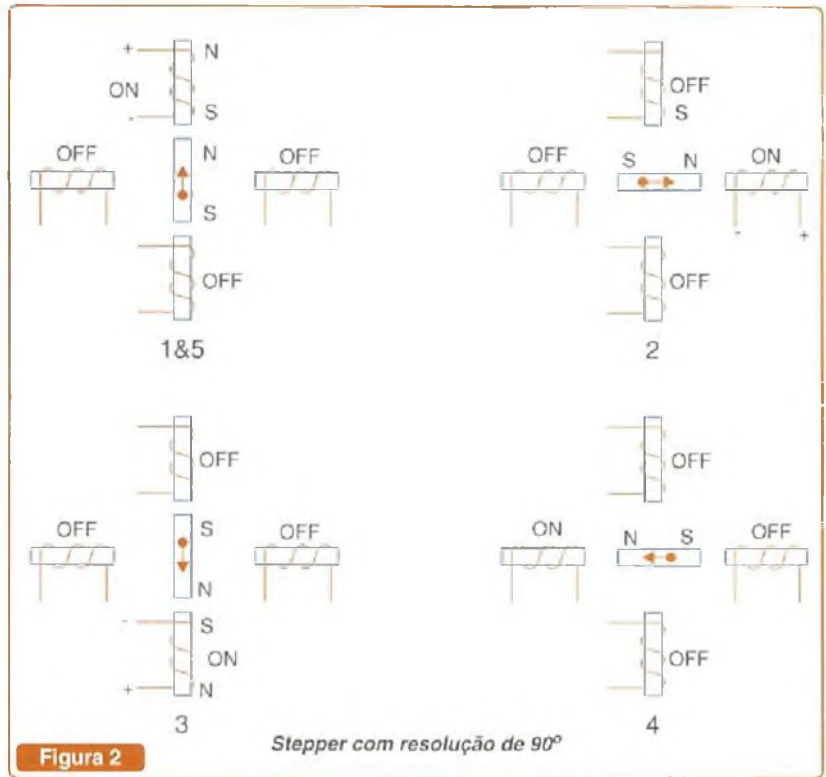 + N
ON
- S
OFF N OFF
S
OFF
1&5
OFF
S
OFF S N ON
- +
OFF
2
OFF
OFF S OFF
N
- S
ON
+ N
3
OFF
ON N S OFF
OFF
4
Figura 2
Stepper com resolução de 90º